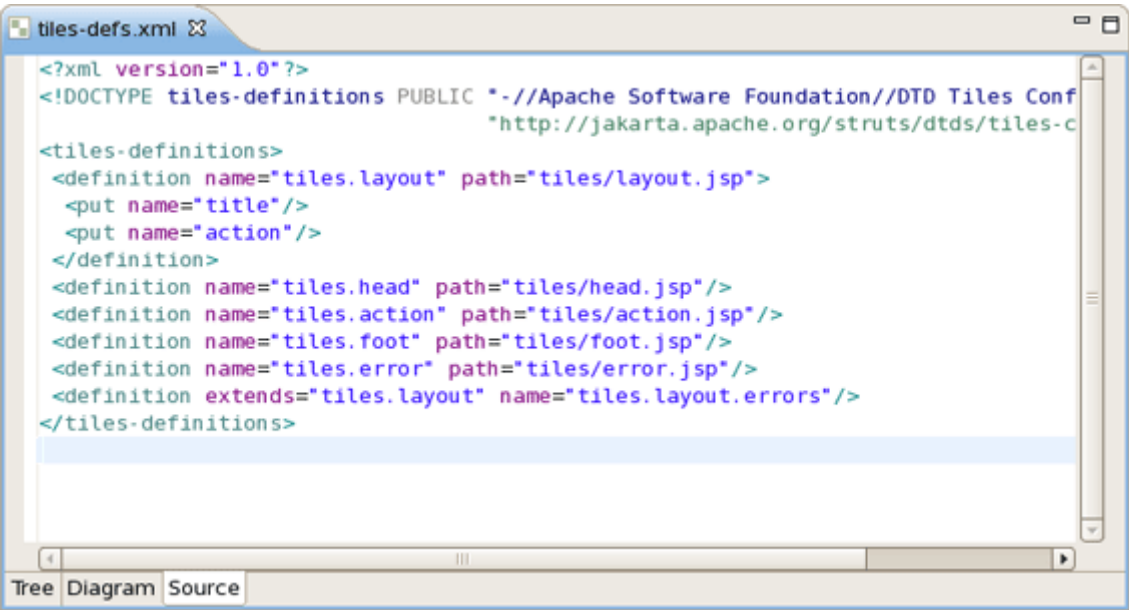 tiles-defs.xml
<?xml version="1.0"?>
<!DOCTYPE tiles-definitions PUBLIC "-//Apache Software Foundation//DTD Tiles Conf
"http://jakarta.apache.org/struts/dtds/tiles-c
<tiles-definitions>
<definition name="tiles.layout" path="tiles/layout.jsp">
<put name="title"/>
<put name="action"/>
</definition>
<definition name="tiles.head" path="tiles/head.jsp"/>
<definition name="tiles.action" path="tiles/action.jsp"/>
<definition name="tiles.foot" path="tiles/foot.jsp"/>
<definition name="tiles.error" path="tiles/error.jsp"/>
<definition extends="tiles.layout" name="tiles.layout.errors"/>
</tiles-definitions>
Tree Diagram Source